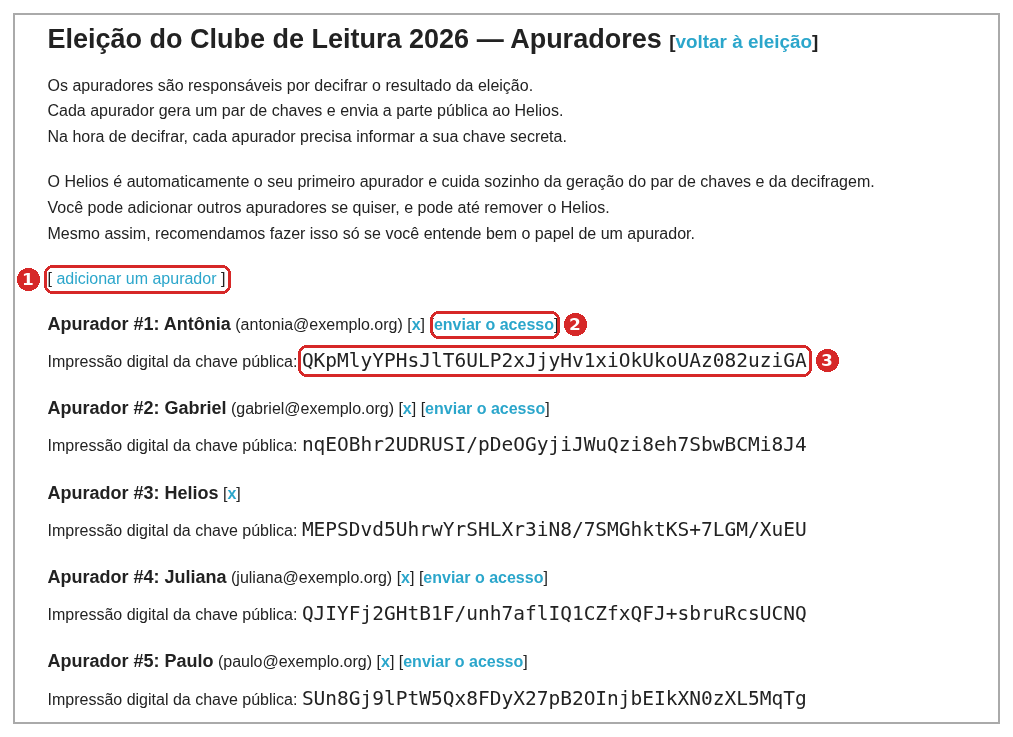 Eleição do Clube de Leitura 2026 — Apuradores [voltar à eleição]
Os apuradores são responsáveis por decifrar o resultado da eleição.
Cada apurador gera um par de chaves e envia a parte pública ao Helios.
Na hora de decifrar, cada apurador precisa informar a sua chave secreta.
O Helios é automaticamente o seu primeiro apurador e cuida sozinho da geração do par de chaves e da decifragem.
Você pode adicionar outros apuradores se quiser, e pode até remover o Helios.
Mesmo assim, recomendamos fazer isso só se você entende bem o papel de um apurador.
1 [ adicionar um apurador ]
Apurador #1: Antônia (antonia@exemplo.org) [x] [enviar o acesso] 2
Impressão digital da chave pública: QKpMlyYPHsJlT6ULP2xJjyHv1xiOkUkoUAz082uziGA 3
Apurador #2: Gabriel (gabriel@exemplo.org) [x] [enviar o acesso]
Impressão digital da chave pública: nqEOBhr2UDRUSI/pDeOGyjiJWuQzi8eh7SbwBCMi8J4
Apurador #3: Helios [x]
Impressão digital da chave pública: MEPSDvd5UhrwYrSHLXr3iN8/7SMGhktKS+7LGM/XuEU
Apurador #4: Juliana (juliana@exemplo.org) [x] [enviar o acesso]
Impressão digital da chave pública: QJIYFj2GHtB1F/unh7aflIQ1CZfxQFJ+sbruRcsUCNQ
Apurador #5: Paulo (paulo@exemplo.org) [x] [enviar o acesso]
Impressão digital da chave pública: SUn8Gj9lPtW5Qx8FDyX27pB2OInjbEIkXN0zXL5MqTg